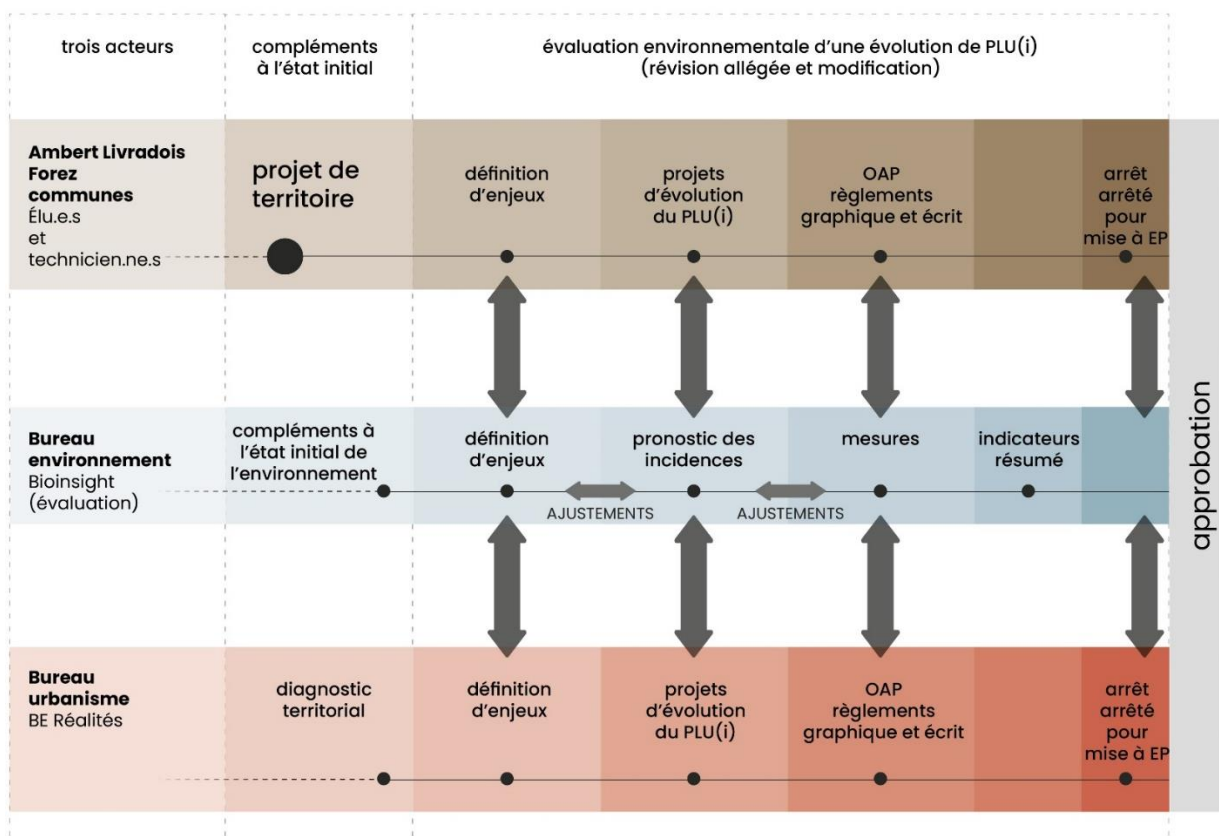 trois acteurs
compléments
à l'état initial
évaluation environnementale d'une évolution de PLU(i)
(révision allégée et modification)
Ambert Livradois
Forez
communes
Élu.e.s
et
technicien.ne.s
projet de
territoire
définition
d'enjeux
projets
d'évolution
du PLU(i)
OAP
règlements
graphique et écrit
arrêt
arrêté
pour
mise à EP
Bureau
environnement
Bioinsight
(évaluation)
compléments à
l'état initial de
l'environnement
définition
d'enjeux
pronostic des
incidences
mesures
indicateurs
résumé
AJUSTEMENTS
AJUSTEMENTS
Bureau
urbanisme
BE Réalités
diagnostic
territorial
définition
d'enjeux
projets
d'évolution
du PLU(i)
OAP
règlements
graphique et écrit
arrêt
arrêté
pour
mise à EP
approbation